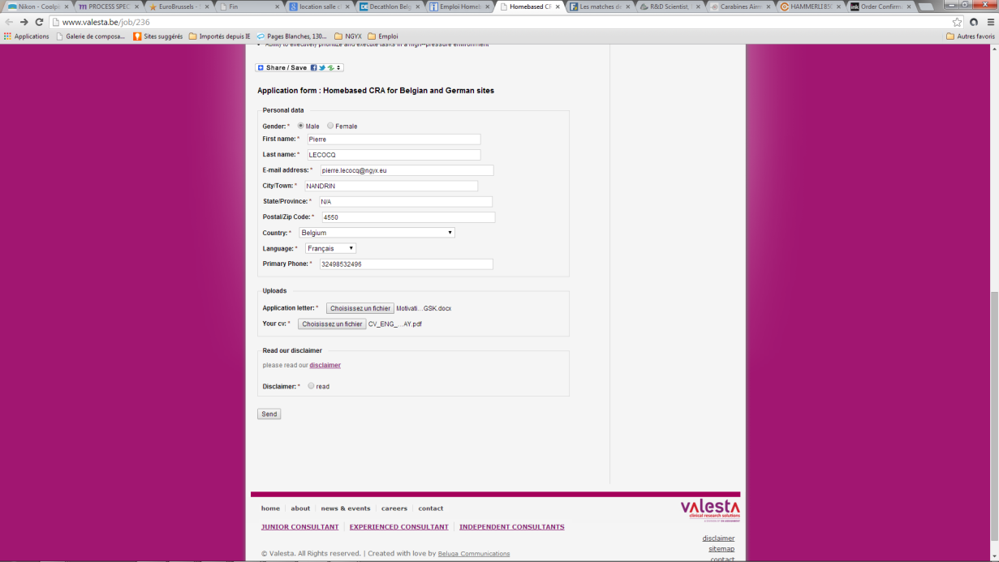 Nikon - Coolpi
PROCESS SPEC
EuroBrussels -
Fin
location salle c
Decathlon Belg
Emploi Homeb
Homebased CR
Les matches de
R&D Scientist,
Carabines Airm
HAMMERLI 850
Order Confirm
www.valesta.be/job/236
Applications
Galerie de composa...
Sites suggérés
Importés depuis IE
Pages Blanches, 130...
NGYX
Emploi
Autres favoris
Ability to effectively prioritize and execute tasks in a high-pressure environment
Share / Save
Application form : Homebased CRA for Belgian and German sites
Personal data
Gender: * Male Female
First name: * Pierre
Last name: * LECOCQ
E-mail address: * pierre.lecocq@ngyx.eu
City/Town: * NANDRIN
State/Province: * N/A
Postal/Zip Code: * 4550
Country: * Belgium
Language: * Français
Primary Phone: * 32498532496
Uploads
Application letter: * Choisissez un fichier Motivati...GSK.docx
Your cv: * Choisissez un fichier CV_ENG_...AY.pdf
Read our disclaimer
please read our disclaimer
Disclaimer: * read
Send
home about news & events careers contact
valesta
clinical research solutions
JUNIOR CONSULTANT EXPERIENCED CONSULTANT INDEPENDENT CONSULTANTS
disclaimer
sitemap
© Valesta. All Rights reserved. | Created with love by Beluga Communications
contact